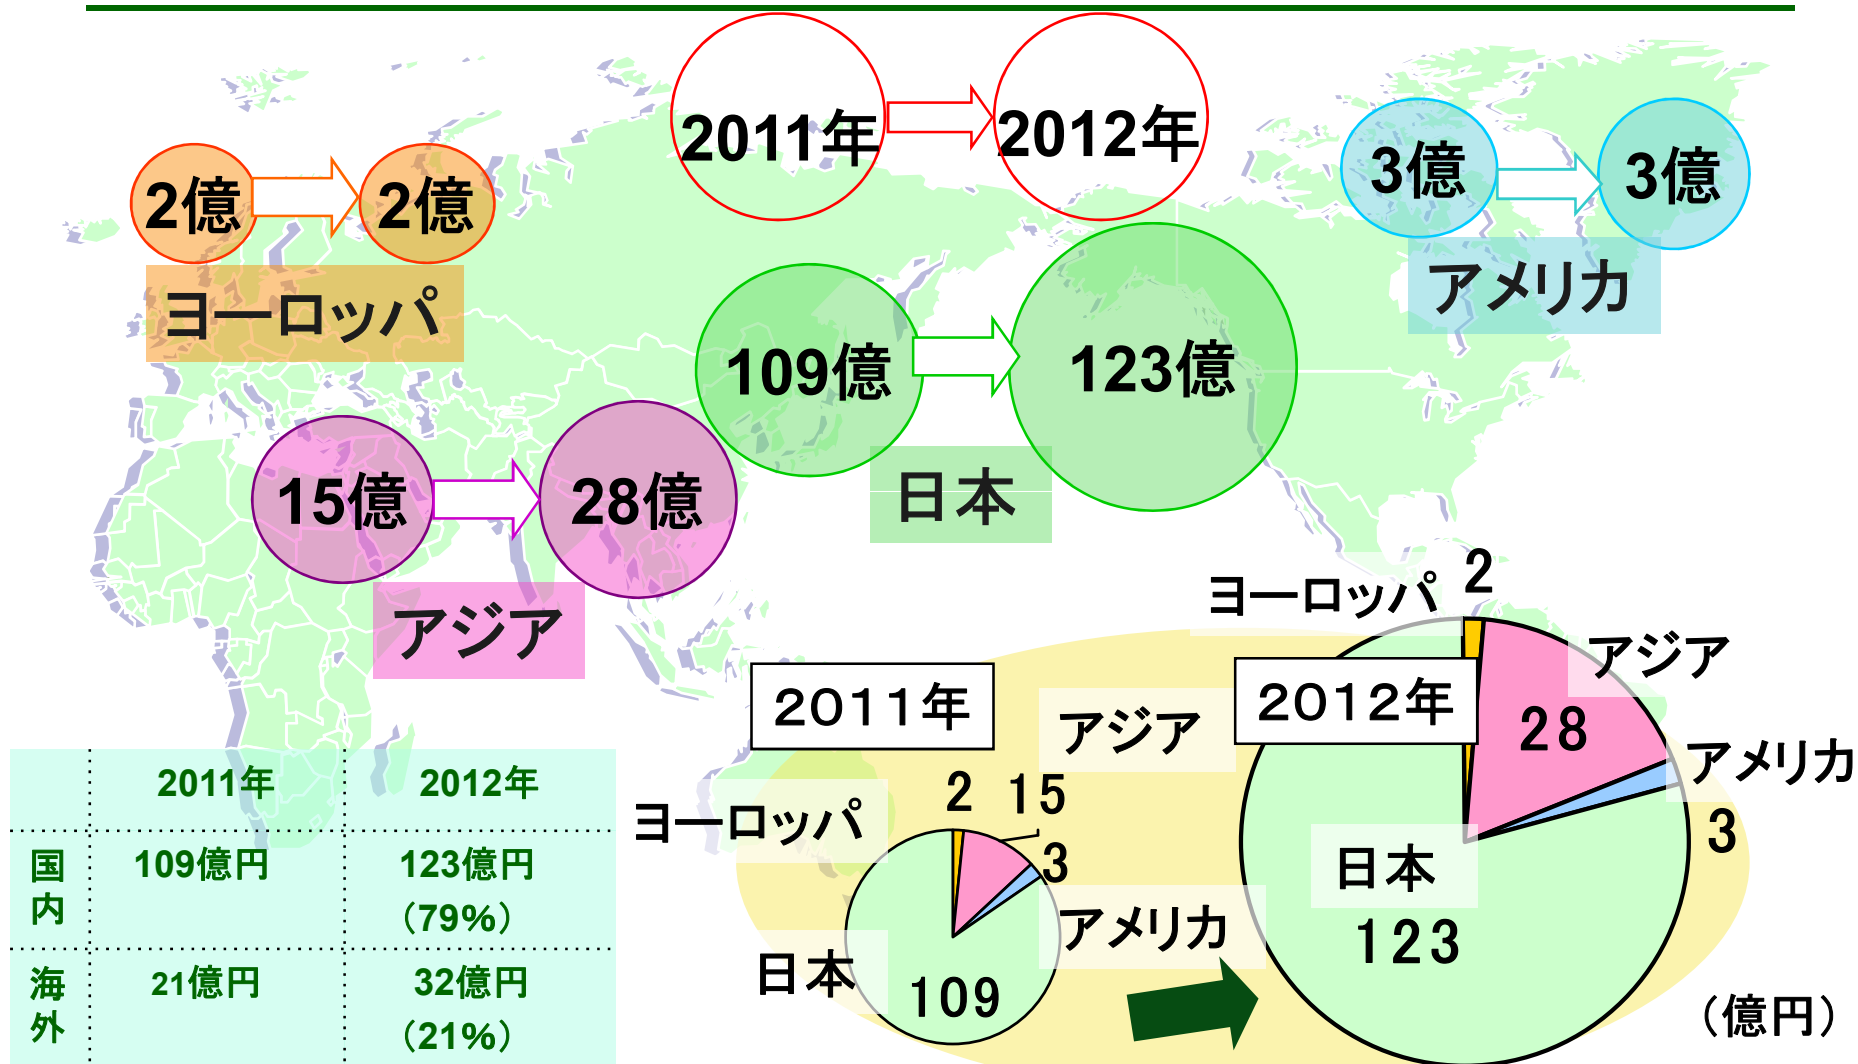 2011年
2012年
2億
2億
ヨーロッパ
3億
3億
アメリカ
109億
123億
日本
15億
28億
アジア
2011年
2012年
国内
109億円
123億円
（79%）
海外
21億円
32億円
（21%）
２０１１年
ヨーロッパ
2
アジア
15
3
アメリカ
日本
109
２０１２年
ヨーロッパ
2
アジア
28
アメリカ
3
日本
123
（億円）